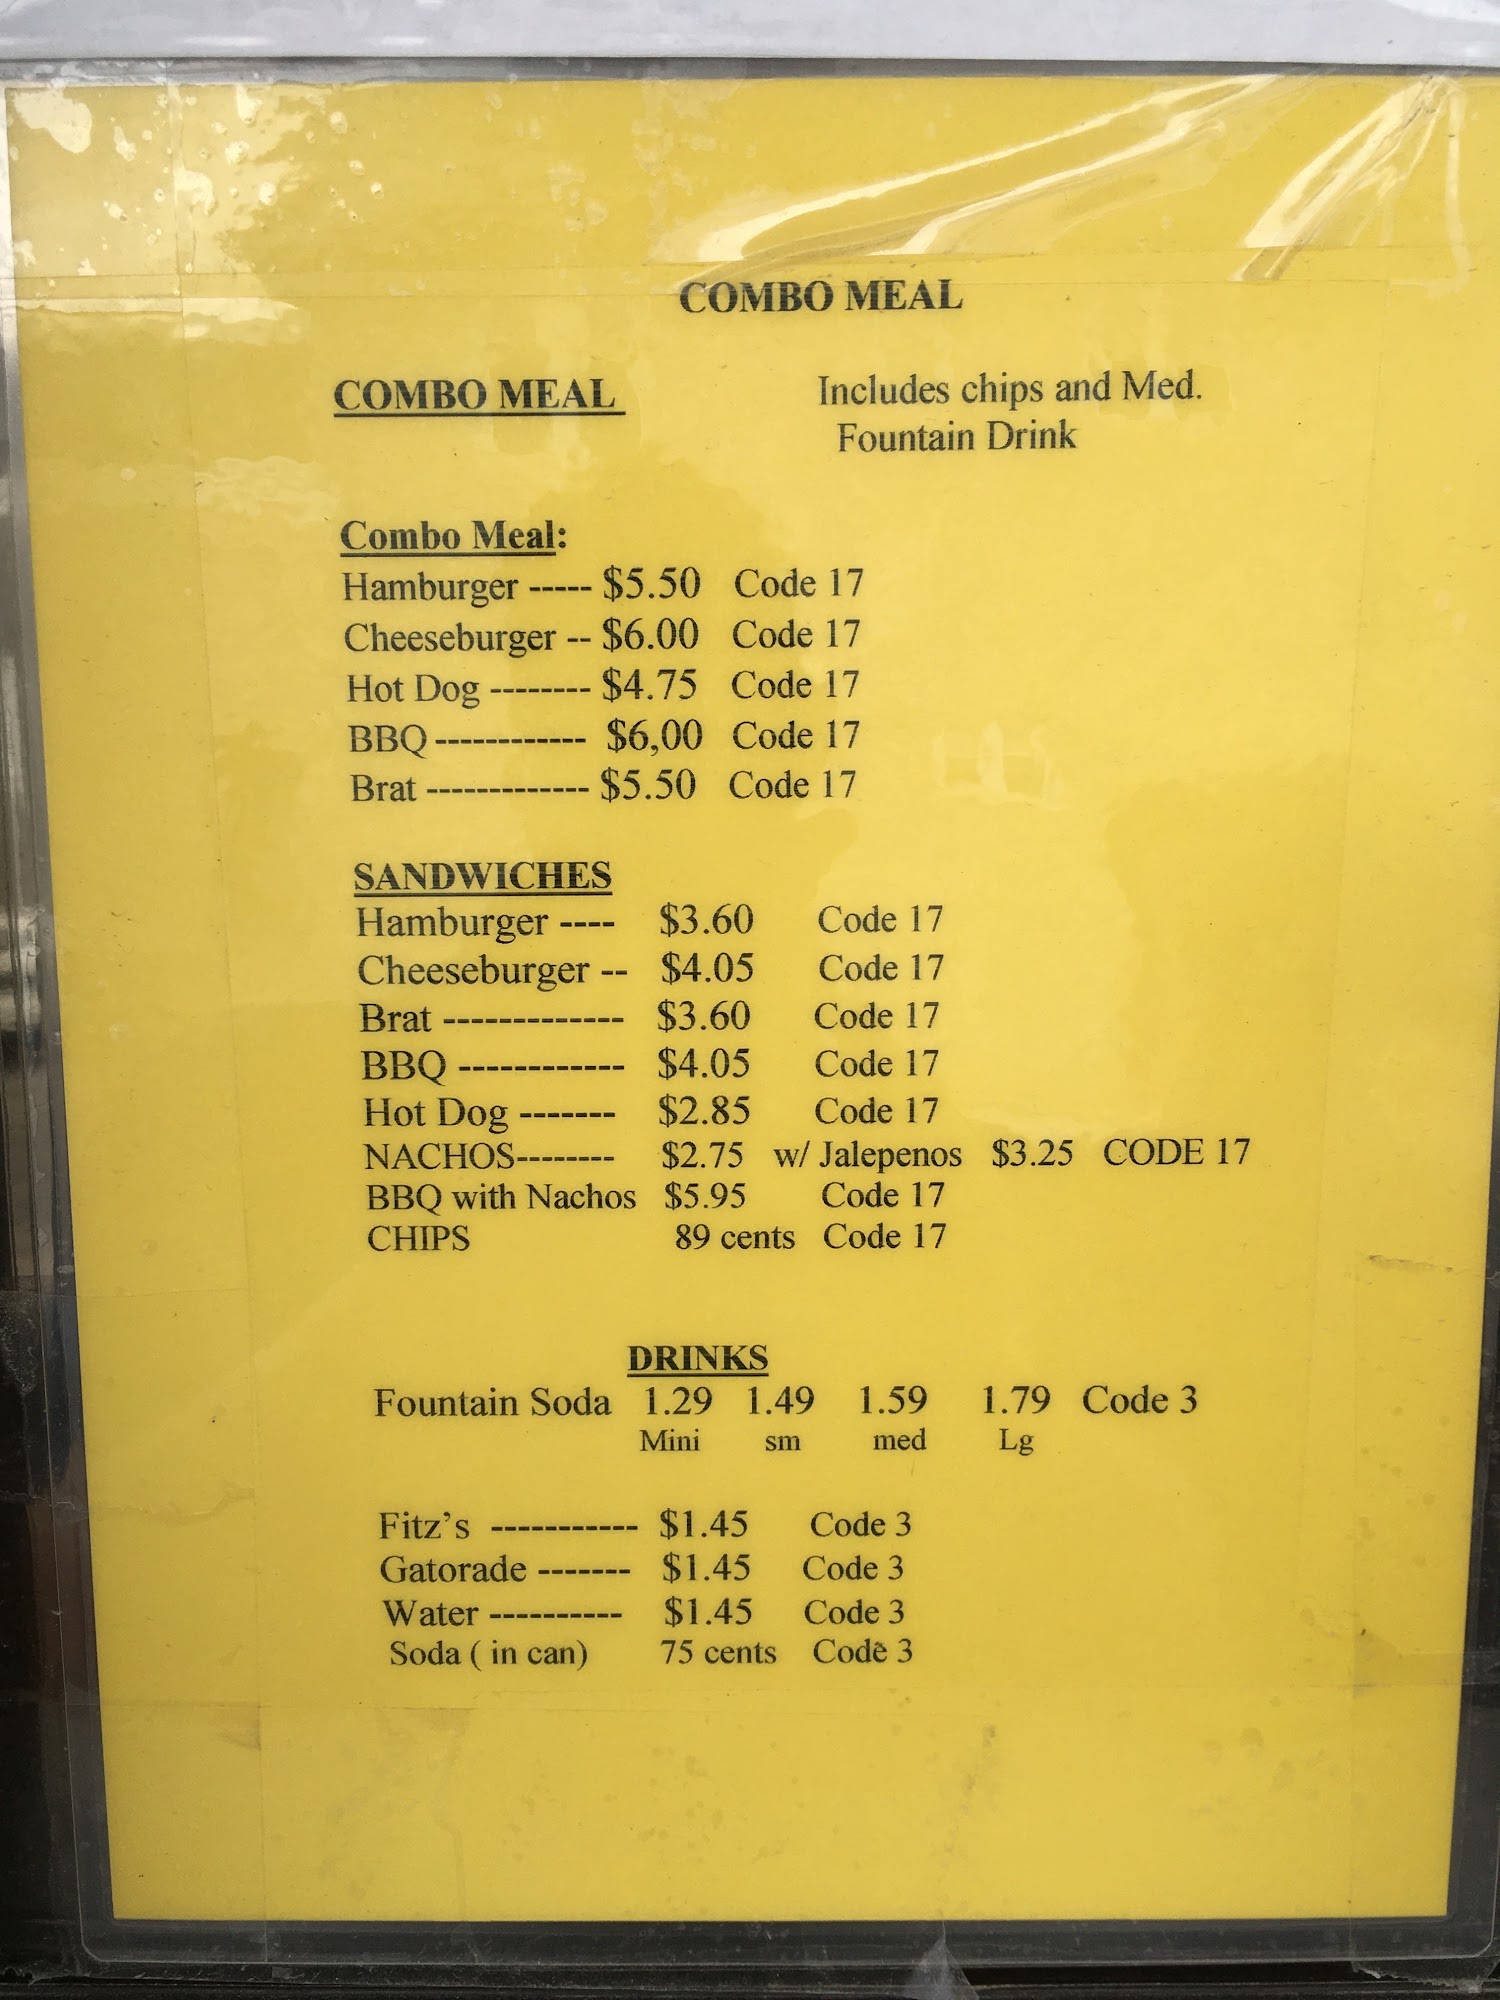 COMBO MEAL
COMBO MEAL Includes chips and Med.
Fountain Drink
Combo Meal:
Hamburger ----- $5.50 Code 17
Cheeseburger -- $6.00 Code 17
Hot Dog -------- $4.75 Code 17
BBQ ------------ $6,00 Code 17
Brat ------------- $5.50 Code 17
SANDWICHES
Hamburger ---- $3.60 Code 17
Cheeseburger -- $4.05 Code 17
Brat ------------- $3.60 Code 17
BBQ ------------ $4.05 Code 17
Hot Dog ------- $2.85 Code 17
NACHOS-------- $2.75 w/ Jalepenos $3.25 CODE 17
BBQ with Nachos $5.95 Code 17
CHIPS 89 cents Code 17
DRINKS
Fountain Soda 1.29 1.49 1.59 1.79 Code 3
Mini sm med Lg
Fitz's ----------- $1.45 Code 3
Gatorade ------- $1.45 Code 3
Water ---------- $1.45 Code 3
Soda ( in can) 75 cents Code 3